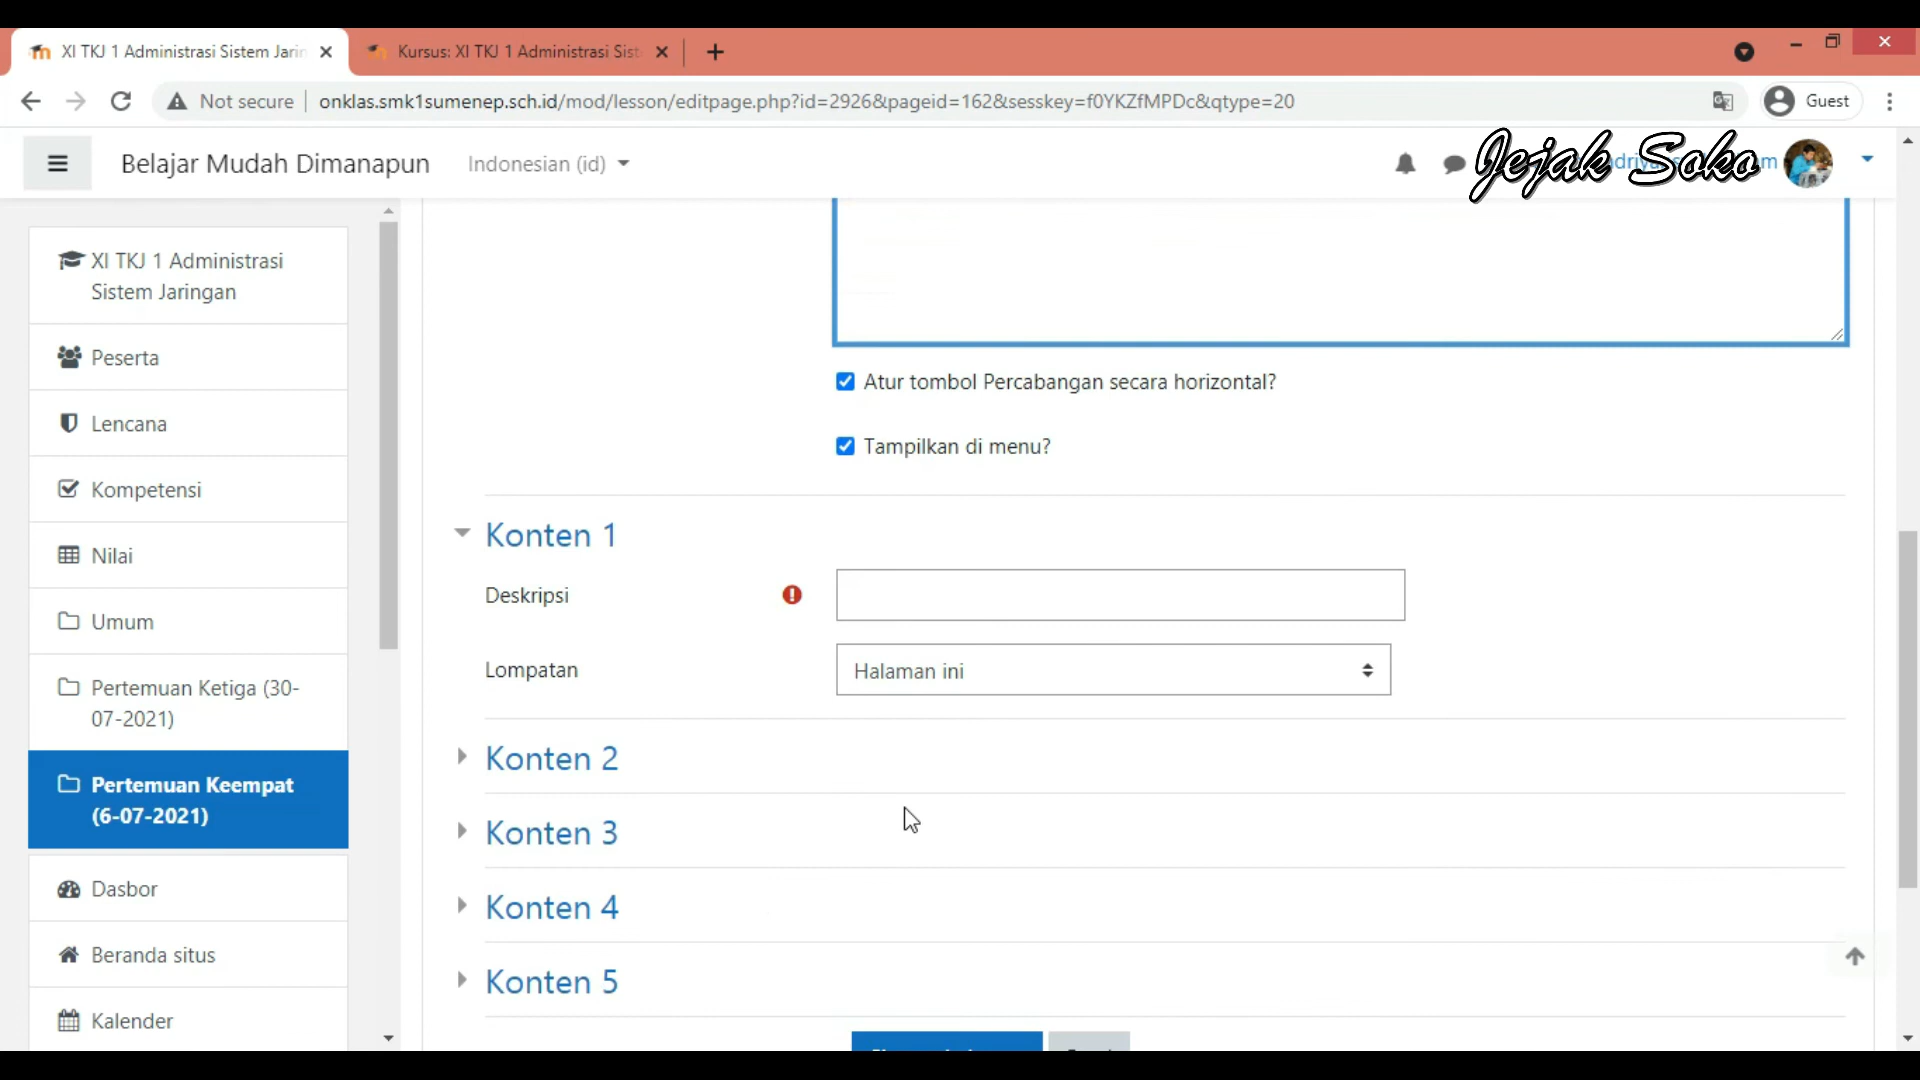 XI TKJ 1 Administrasi Sistem Jarin
Kursus: XI TKJ 1 Administrasi Sist
Not secure
onklas.smk1sumenep.sch.id/mod/lesson/editpage.php?id=2926&pageid=162&sesskey=f0YKZfMPDc&qtype=20
Guest
Belajar Mudah Dimanapun
Indonesian (id)
Jejak Soko
XI TKJ 1 Administrasi
Sistem Jaringan
Peserta
Lencana
Kompetensi
Nilai
Umum
Pertemuan Ketiga (30-
07-2021)
Pertemuan Keempat
(6-07-2021)
Dasbor
Beranda situs
Kalender
Atur tombol Percabangan secara horizontal?
Tampilkan di menu?
Konten 1
Deskripsi
Lompatan
Halaman ini
Konten 2
Konten 3
Konten 4
Konten 5